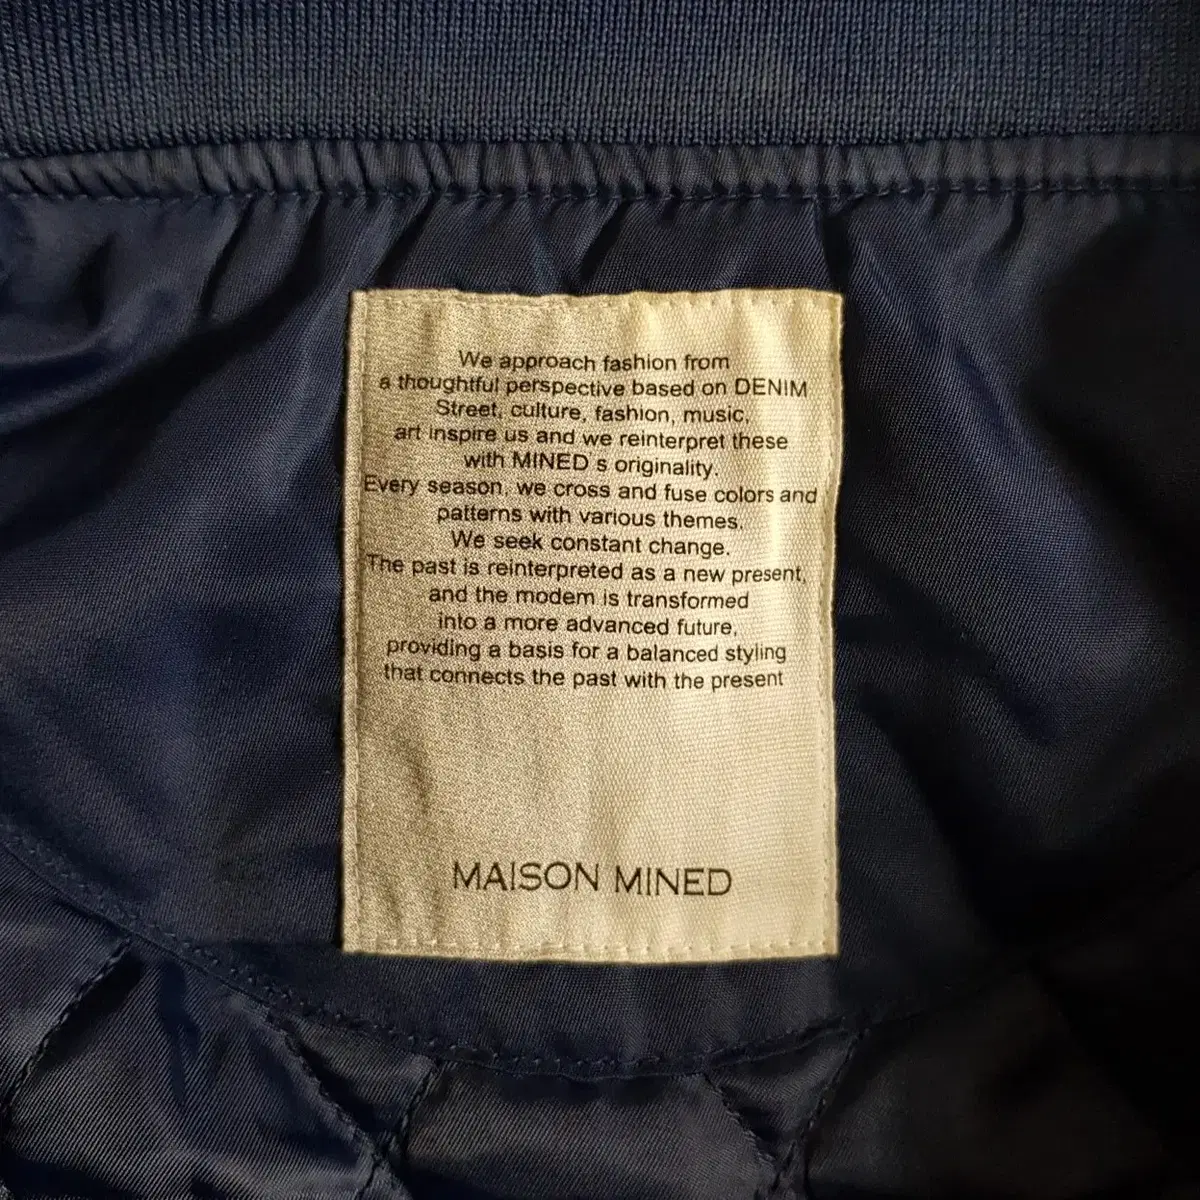 We approach fashion from
a thoughtful perspective based on DENIM
Street, culture, fashion, music,
art inspire us and we reinterpret these
with MINED`s originality.
Every season, we cross and fuse colors and
patterns with various themes.
We seek constant change.
The past is reinterpreted as a new present,
and the modem is transformed
into a more advanced future,
providing a basis for a balanced styling
that connects the past with the present
MAISON MINED